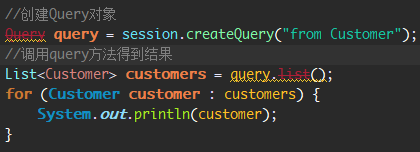 //创建Query对象
Query query = session.createQuery("from Customer");
//调用query方法得到结果
List<Customer> customers = query.list();
for (Customer customer : customers) {
    System.out.println(customer);
}